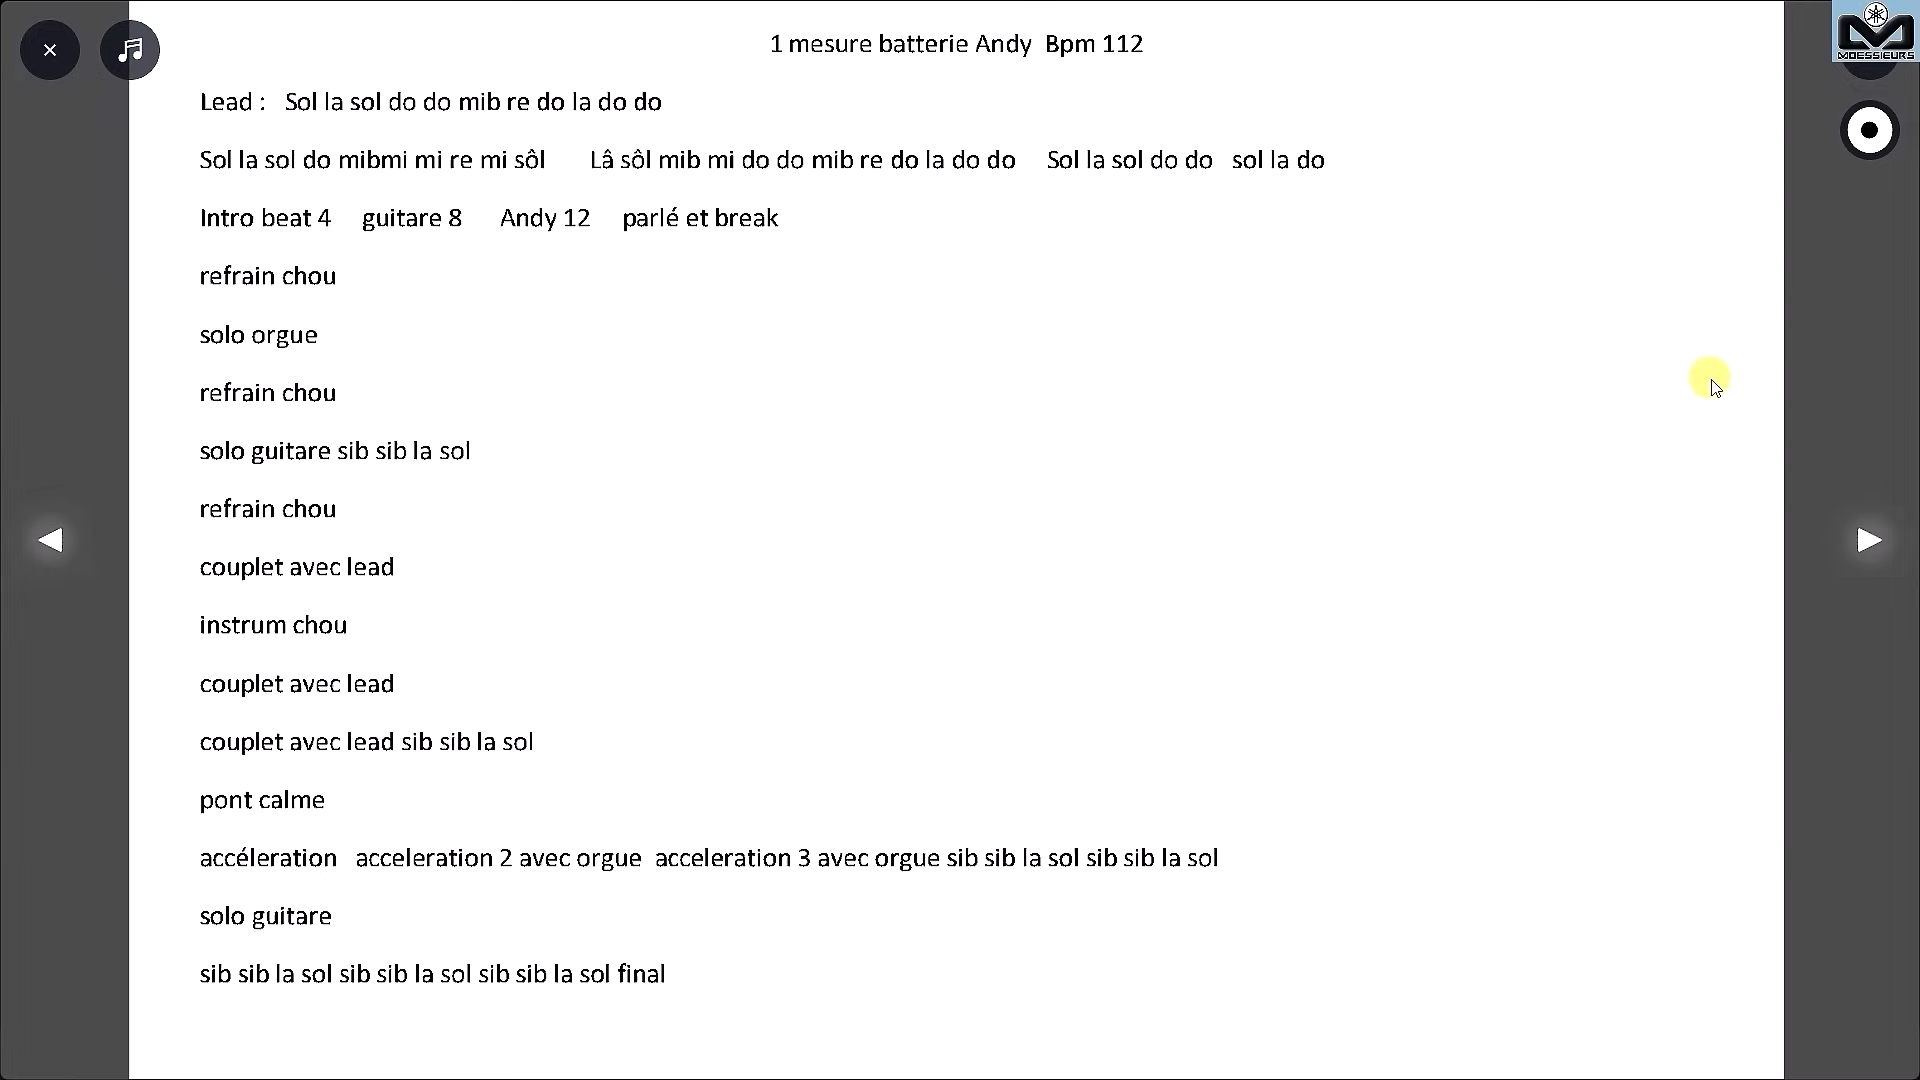 1 mesure batterie Andy  Bpm 112
Lead :   Sol la sol do do mib re do la do do
Sol la sol do mibmi mi re mi sôl       Lâ sôl mib mi do do mib re do la do do     Sol la sol do do   sol la do
Intro beat 4     guitare 8      Andy 12     parlé et break
refrain chou
solo orgue
refrain chou
solo guitare sib sib la sol
refrain chou
couplet avec lead
instrum chou
couplet avec lead
couplet avec lead sib sib la sol
pont calme
accéleration   acceleration 2 avec orgue  acceleration 3 avec orgue sib sib la sol sib sib la sol
solo guitare
sib sib la sol sib sib la sol sib sib la sol final
MDESSIEURS